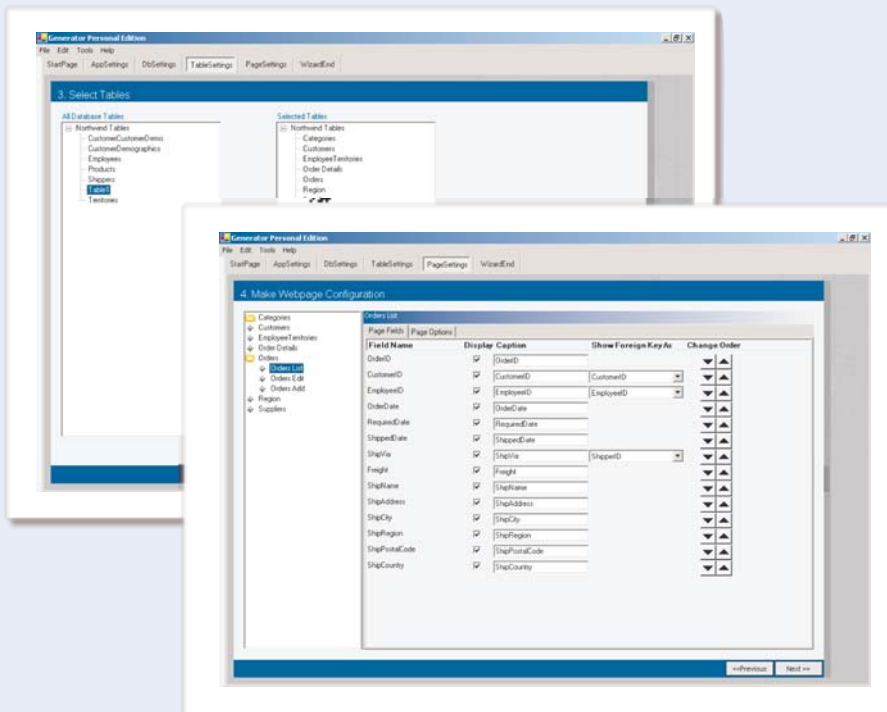 Generator Personal Edition
File Edit Tools Help
StartPage AppSettings DbSettings TableSettings PageSettings WizardEnd
3. Select Tables
All Database Tables
Northwind Tables
CustomerCustomerDemo
CustomerDemographics
Employees
Products
Shippers
Table1
Territories
Selected Tables
Northwind Tables
Categories
Customers
EmployeeTerritories
Order Details
Orders
Region
Generator Personal Edition
File Edit Tools Help
StartPage AppSettings DbSettings TableSettings PageSettings WizardEnd
4. Make Webpage Configuration
Categories
Customers
EmployeeTerritories
Order Details
Orders
Orders List
Orders Edit
Orders Add
Region
Suppliers
Orders List
Page Fields Page Options
Field Name Display Caption Show Foreign Key As Change Order
OrderID OrderID
CustomerID CustomerID CustomerID
EmployeeID EmployeeID EmployeeID
OrderDate OrderDate
RequiredDate RequiredDate
ShippedDate ShippedDate
ShipVia ShipVia ShipperID
Freight Freight
ShipName ShipName
ShipAddress ShipAddress
ShipCity ShipCity
ShipRegion ShipRegion
ShipPostalCode ShipPostalCode
ShipCountry ShipCountry
<<Previous Next >>